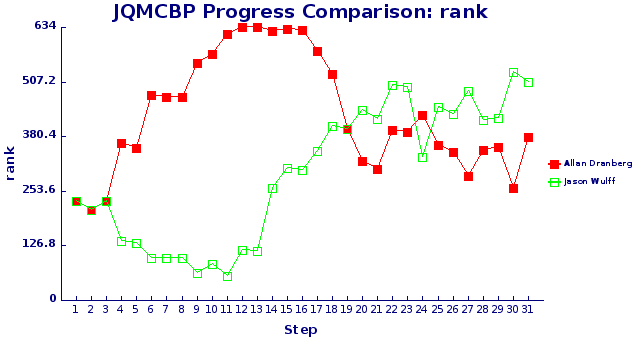 JQMCBP Progress Comparison: rank
634
507.2
380.4
253.6
126.8
0
rank
1 2 3 4 5 6 7 8 9 10 11 12 13 14 15 16 17 18 19 20 21 22 23 24 25 26 27 28 29 30 31
Step
Allan Dranberg
Jason Wulff